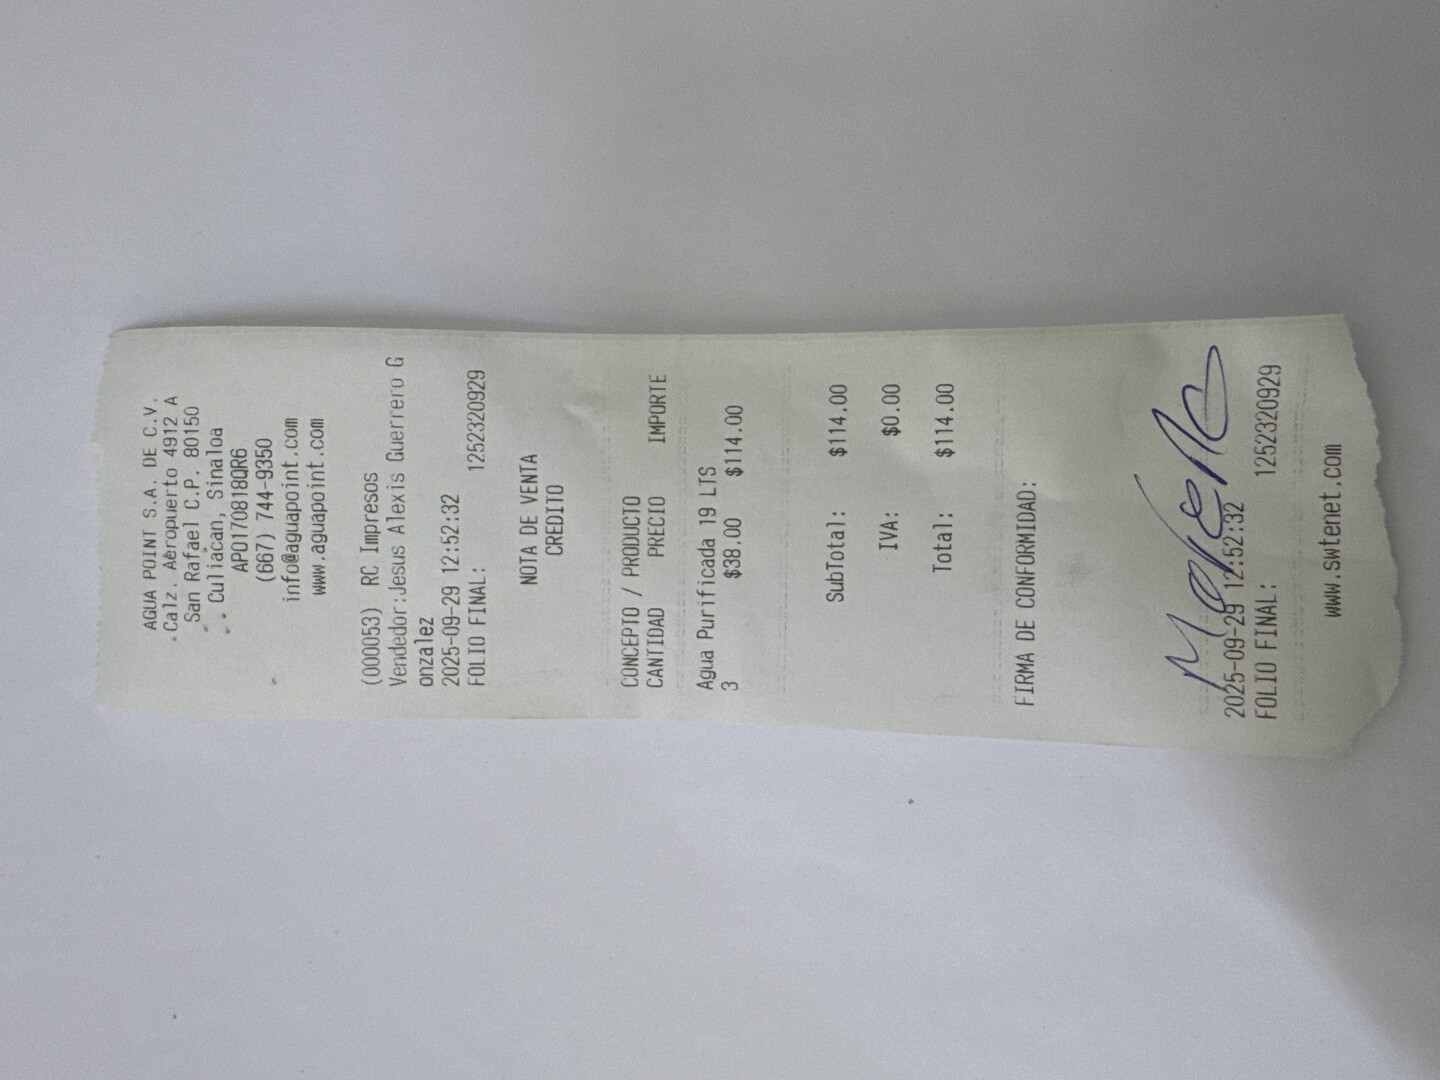 AGUA POINT S.A. DE C.V.
Calz. Aeropuerto 4912 A
San Rafael C.P. 80150
Culiacan, Sinaloa
APO170818QR6
(667) 744-9350
info@aguapoint.com
www.aguapoint.com
(000053) RC Impresos
Vendedor:Jesus Alexis Guerrero G
onzalez
2025-09-29 12:52:32
FOLIO FINAL: 1252320929
NOTA DE VENTA
CREDITO
CONCEPTO / PRODUCTO
CANTIDAD PRECIO IMPORTE
Agua Purificada 19 LTS
3 $38.00 $114.00
SubTotal: $114.00
IVA: $0.00
Total: $114.00
FIRMA DE CONFORMIDAD:
2025-09-29 12:52:32
FOLIO FINAL: 1252320929
www.swtenet.com